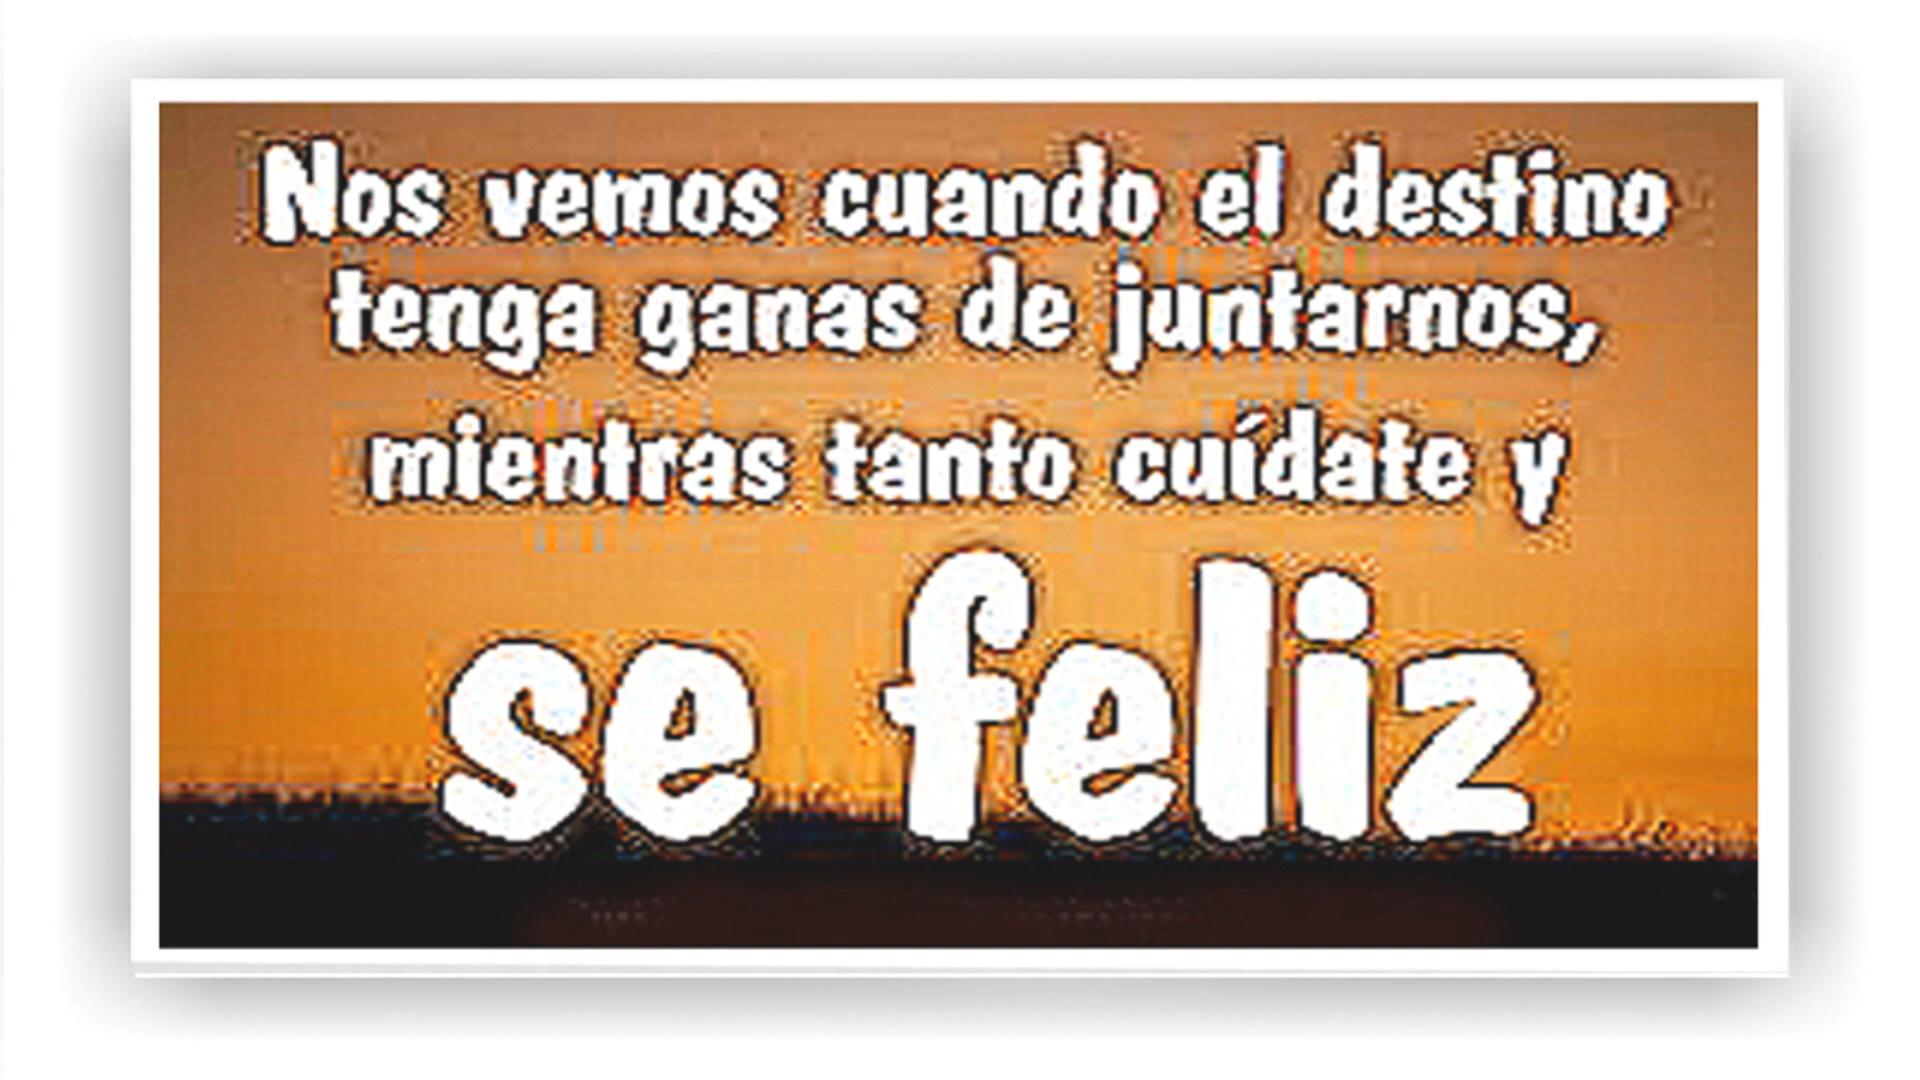 Nos vemos cuando el destino
tenga ganas de juntarnos,
mientras tanto cuídate y
se feliz